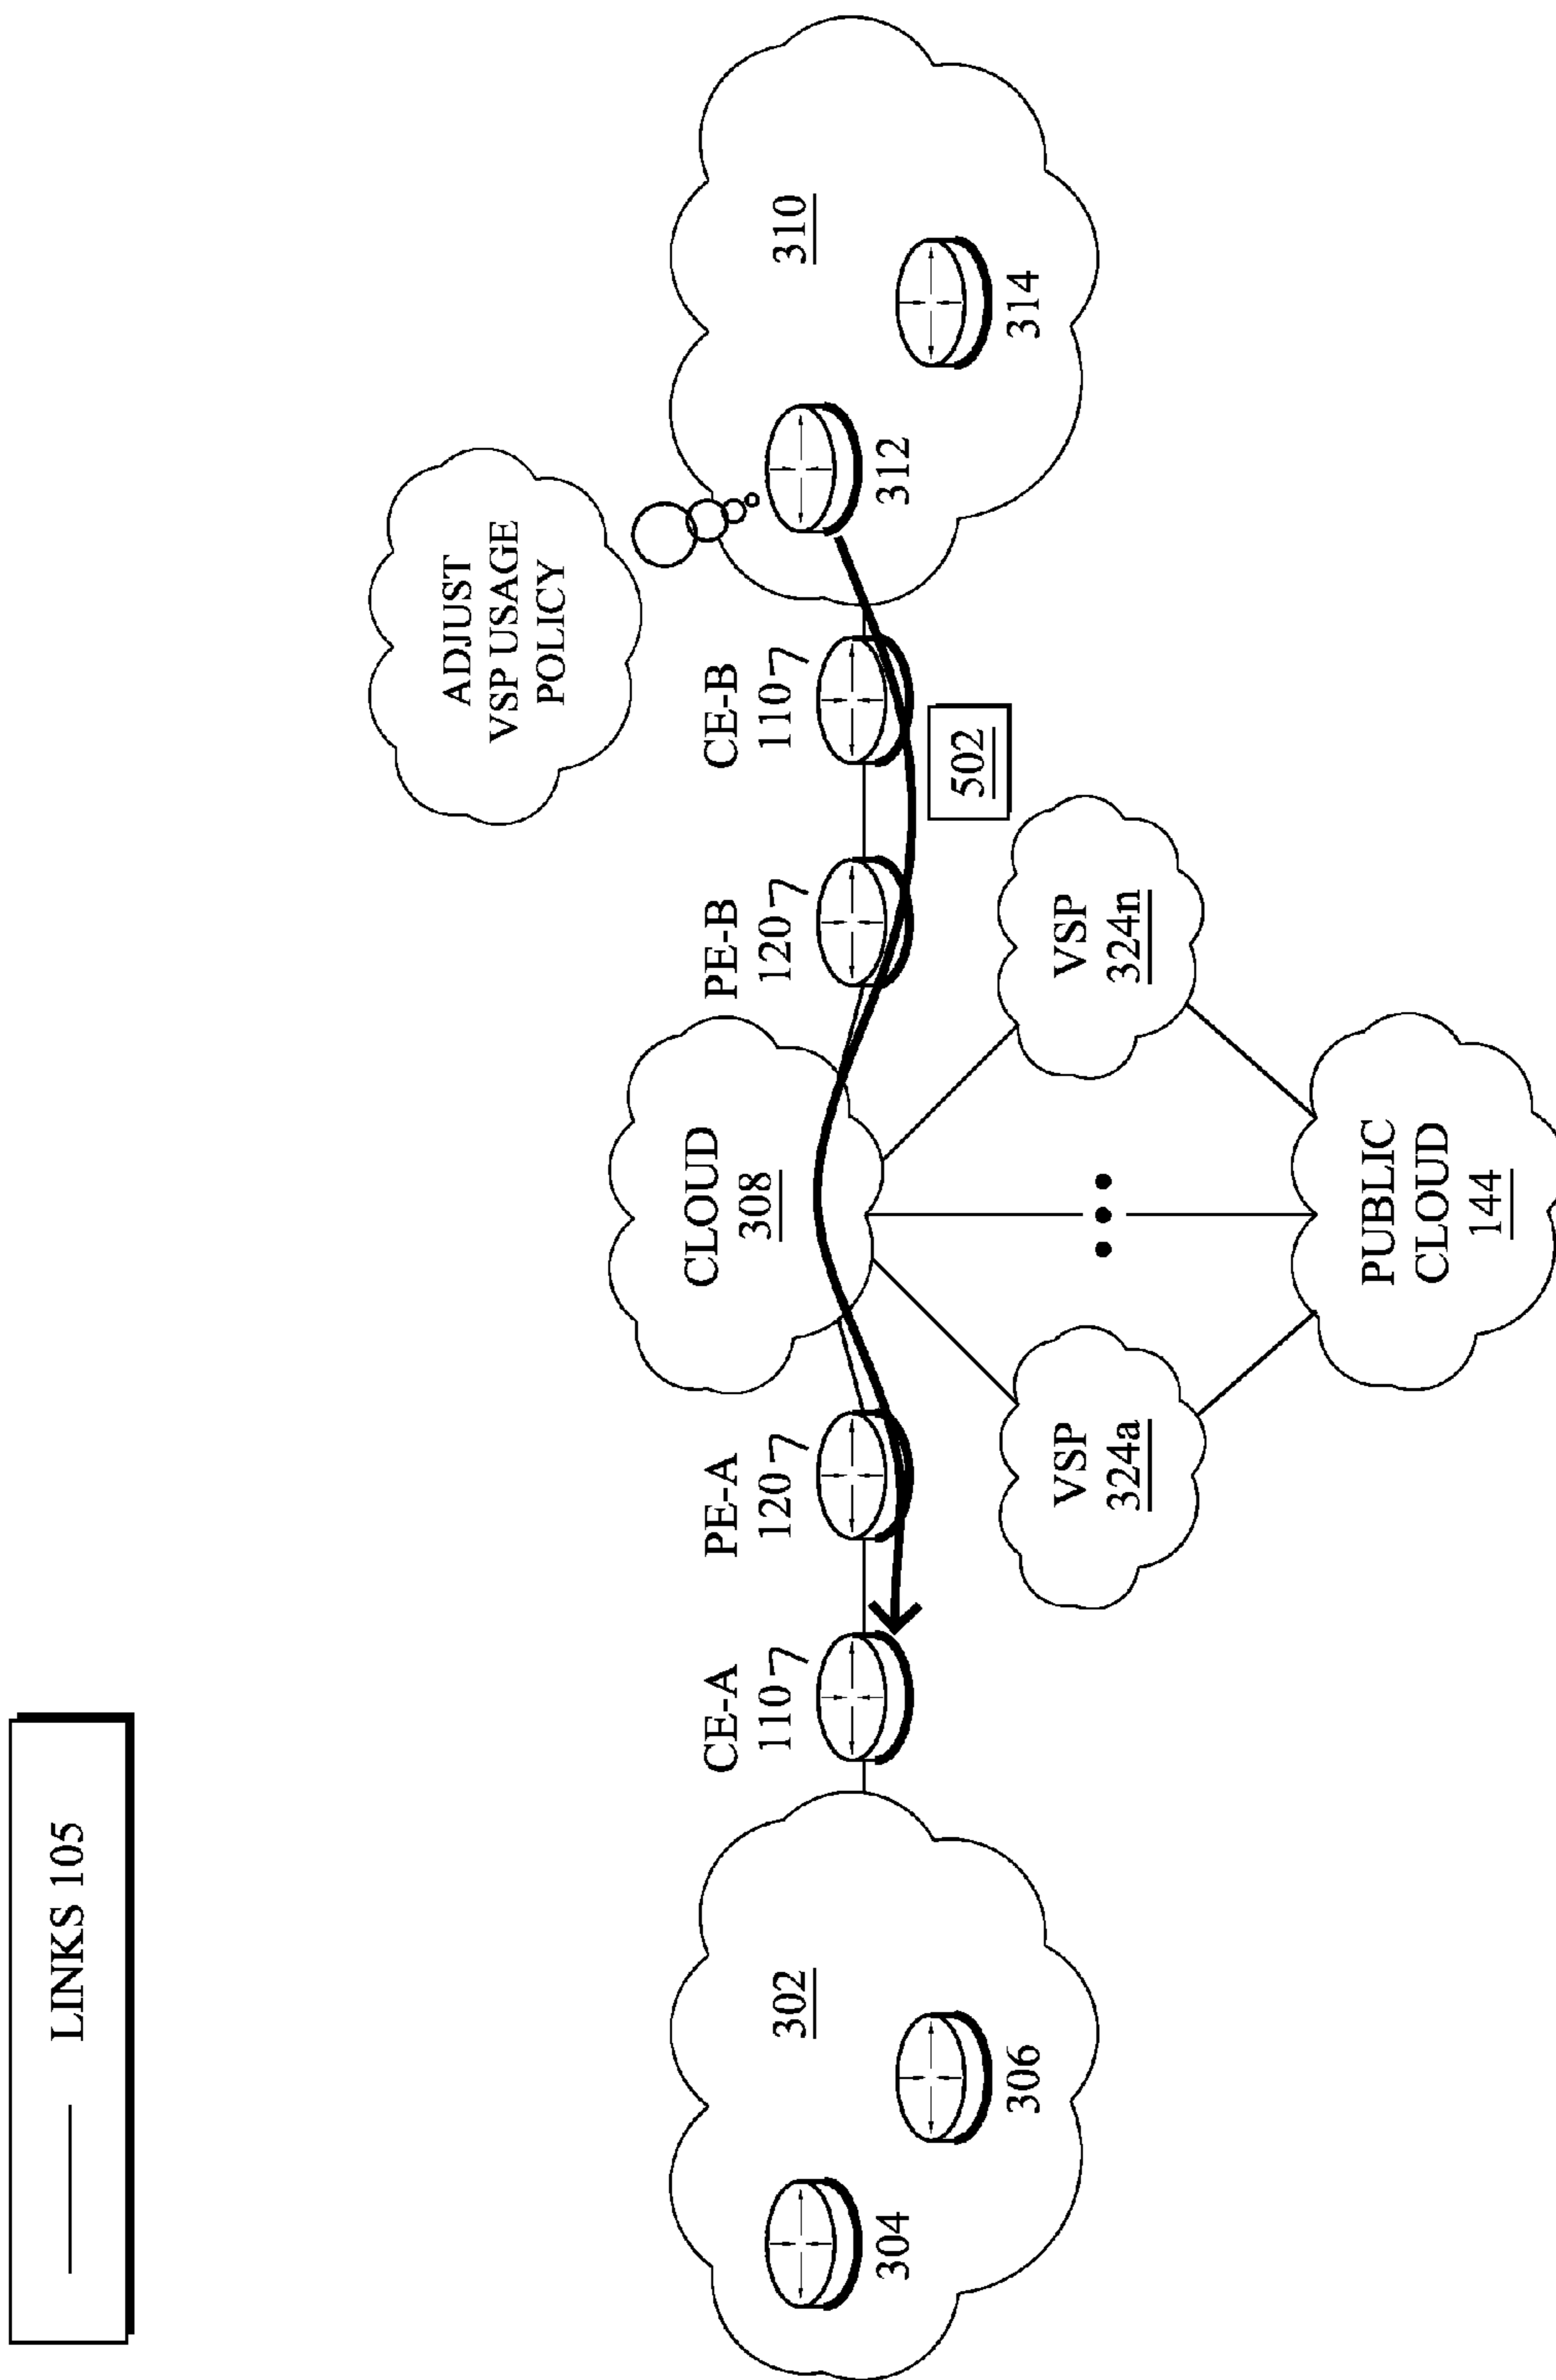 LINKS 105
ADJUST
VSP USAGE
POLICY
CLOUD
308
CE-A
110
PE-A
120
PE-B
120
CE-B
110
302
304
306
310
312
314
502
VSP
324a
VSP
324n
PUBLIC
CLOUD
144